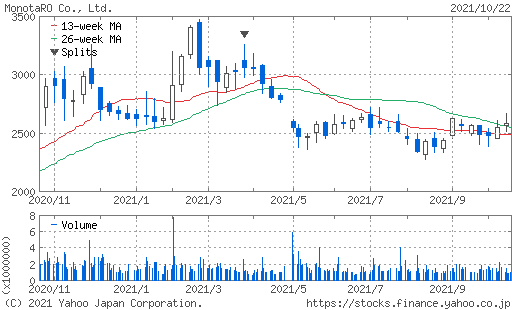 MonotaRO Co., Ltd. 2021/10/22
3500
13-week MA
26-week MA
Splits
3000
2500
2000
2020/11 2021/1 2021/3 2021/5 2021/7 2021/9
8
Volume
6
4
2
0
(x1000000)
2020/11 2021/1 2021/3 2021/5 2021/7 2021/9
(C) 2021 Yahoo Japan Corporation. https://stocks.finance.yahoo.co.jp/